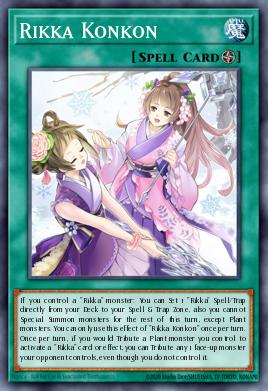 Rikka Konkon
魔
[Spell Card]
If you control a "Rikka" monster: You can Set 1 "Rikka" Spell/Trap
directly from your Deck to your Spell & Trap Zone, also you cannot
Special Summon monsters for the rest of this turn, except Plant
monsters. You can only use this effect of "Rikka Konkon" once per turn.
Once per turn, if you would Tribute a Plant monster you control to
activate a "Rikka" card or effect, you can Tribute any 1 face-up monster
your opponent controls, even though you do not control it.